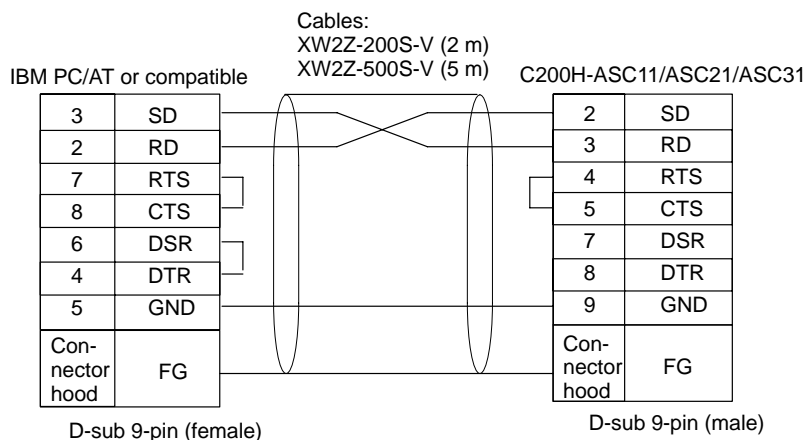 Cables:
XW2Z-200S-V (2 m)
XW2Z-500S-V (5 m)
IBM PC/AT or compatible
C200H-ASC11/ASC21/ASC31
3 SD
2 RD
7 RTS
8 CTS
6 DSR
4 DTR
5 GND
Con-
nector
hood
FG
D-sub 9-pin (female)
2 SD
3 RD
4 RTS
5 CTS
7 DSR
8 DTR
9 GND
Con-
nector
hood
FG
D-sub 9-pin (male)